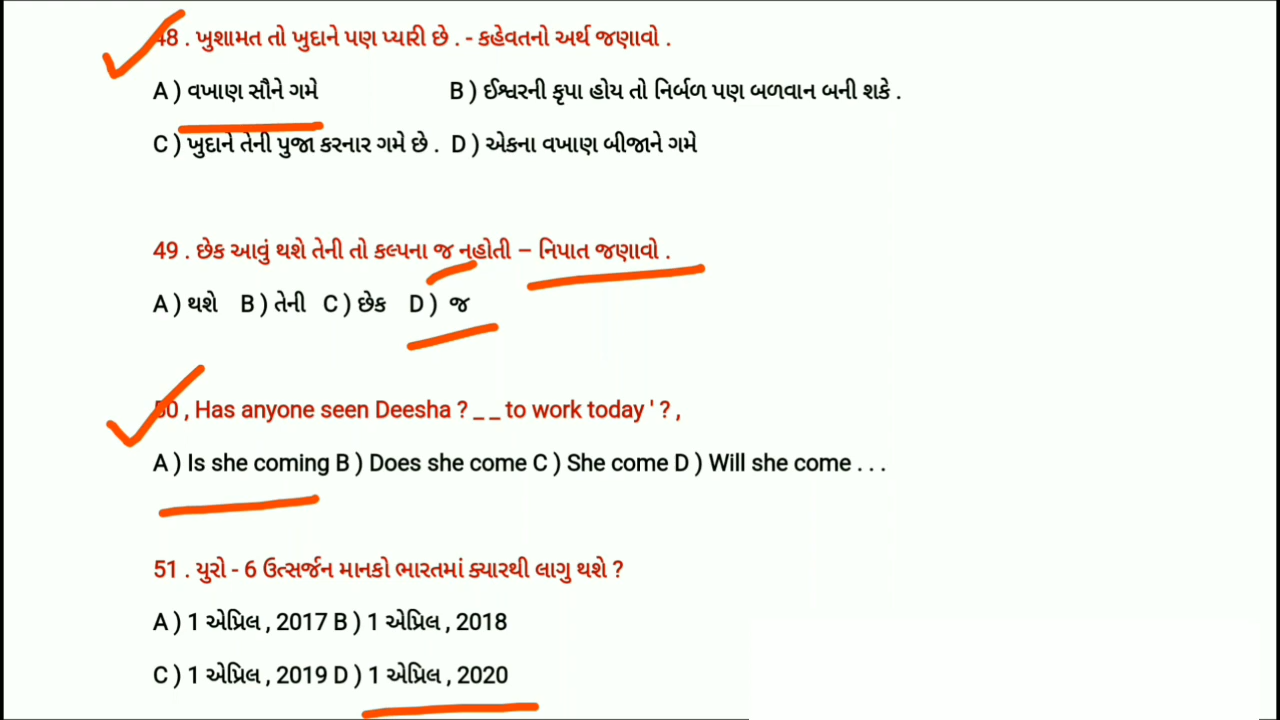 48 . ખુશામત તો ખુદાને પણ પ્યારી છે . - કહેવતનો અર્થ જણાવો .
A ) વખાણ સૌને ગમે B ) ઈશ્વરની કૃપા હોય તો નિર્બળ પણ બળવાન બની શકે .
C ) ખુદાને તેની પુજા કરનાર ગમે છે . D ) એકના વખાણ બીજાને ગમે
49 . છેક આવું થશે તેની તો કલ્પના જ નહોતી – નિપાત જણાવો .
A ) થશે B ) તેની C ) છેક D ) જ
50 , Has anyone seen Deesha ? _ _ to work today ' ? ,
A ) Is she coming B ) Does she come C ) She come D ) Will she come . . .
51 . યુરો - 6 ઉત્સર્જન માનકો ભારતમાં ક્યારથી લાગુ થશે ?
A ) 1 એપ્રિલ , 2017 B ) 1 એપ્રિલ , 2018
C ) 1 એપ્રિલ , 2019 D ) 1 એપ્રિલ , 2020